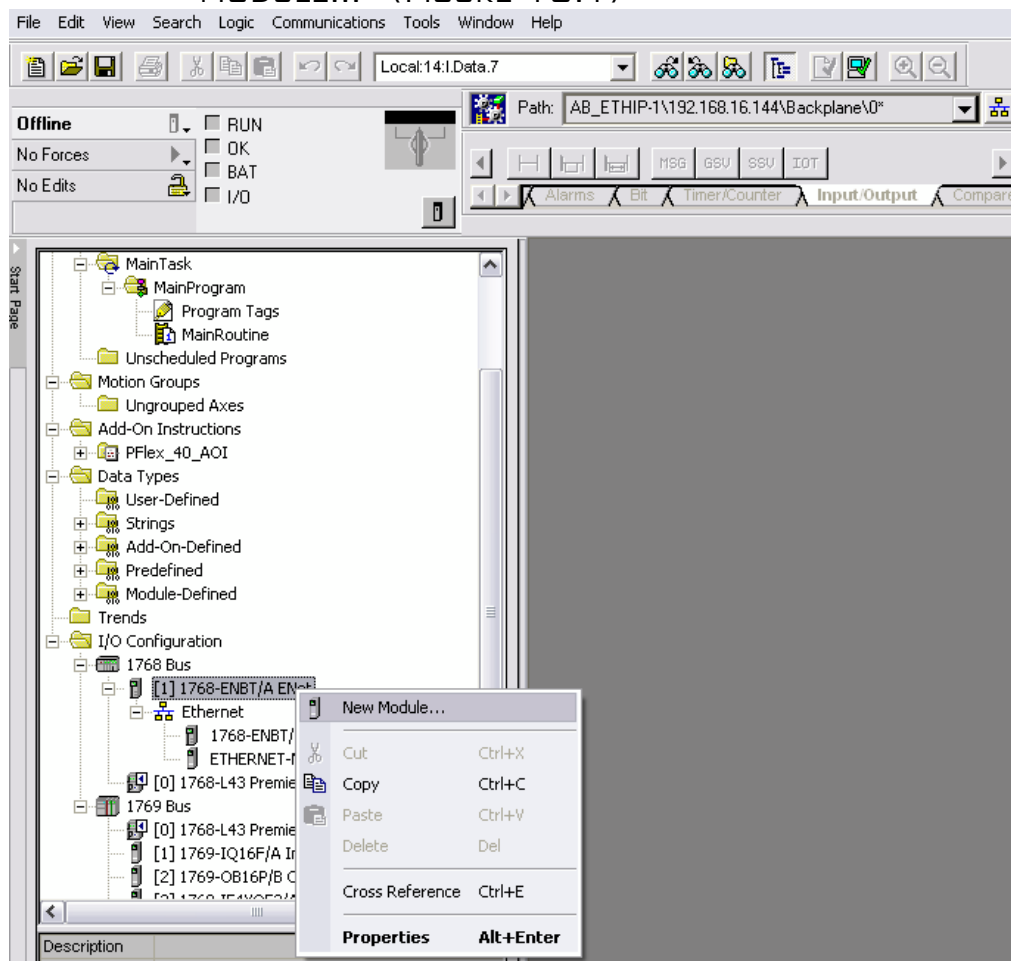 File Edit View Search Logic Communications Tools Window Help
Local:14:I.Data.7
Path: AB_ETHIP-1\192.168.16.144\Backplane\0*
Offline
RUN
No Forces
OK
BAT
No Edits
I/O
MSG GSV SSV IOT
Alarms Bit Timer/Counter Input/Output Compare
Start Page
MainTask
MainProgram
Program Tags
MainRoutine
Unscheduled Programs
Motion Groups
Ungrouped Axes
Add-On Instructions
PFlex_40_AOI
Data Types
User-Defined
Strings
Add-On-Defined
Predefined
Module-Defined
Trends
I/O Configuration
1768 Bus
[1] 1768-ENBT/A
Ethernet
1768-ENBT/
[0] 1768-L43
1769 Bus
[0] 1768-L43
[1] 1769-IQ16F/A
[2] 1769-OB16P/B
New Module...
Cut Ctrl+X
Copy Ctrl+C
Paste Ctrl+V
Delete Del
Cross Reference Ctrl+E
Properties Alt+Enter
Description